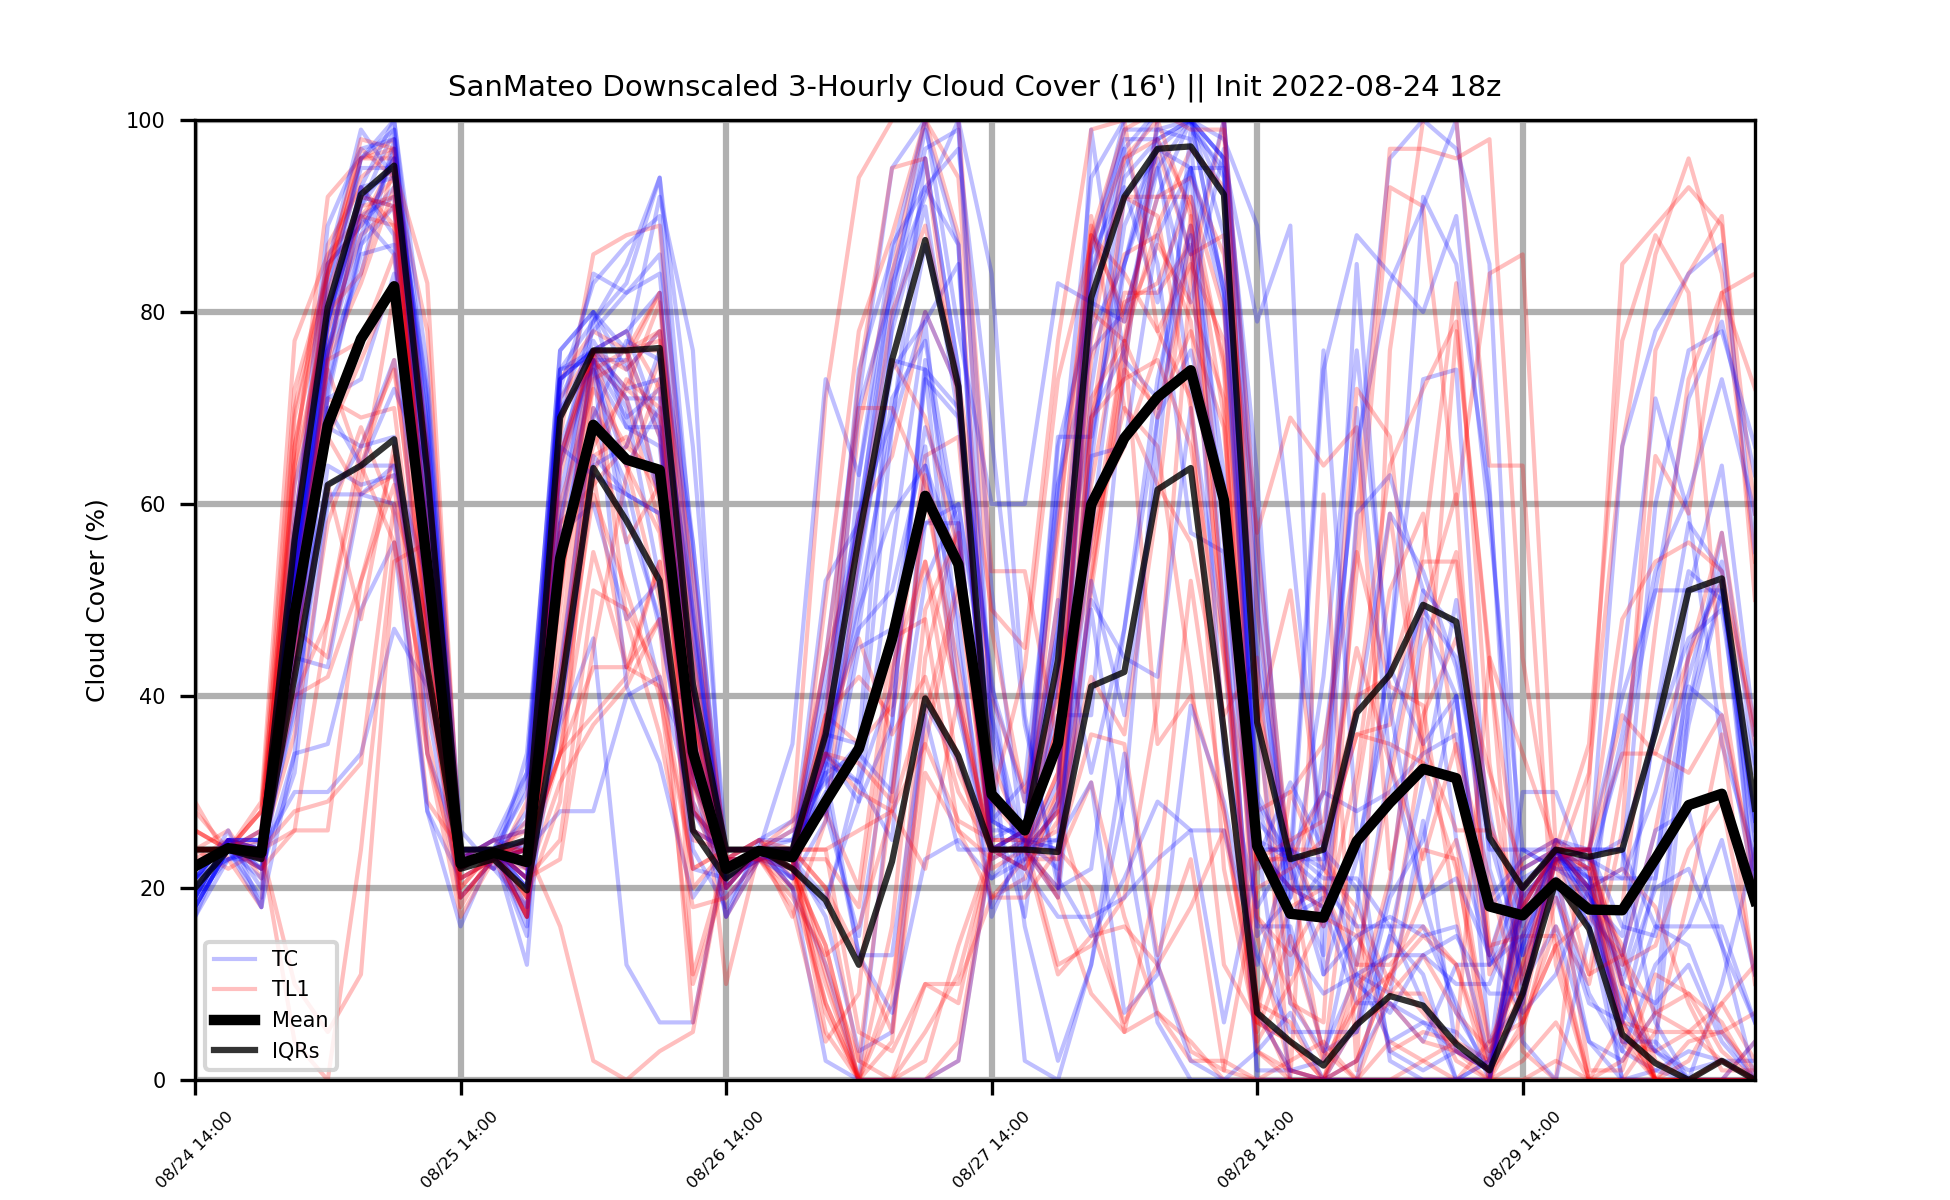 SanMateo Downscaled 3-Hourly Cloud Cover (16') || Init 2022-08-24 18z
Cloud Cover (%)
100
80
60
40
20
0
TC
TL1
Mean
IQRs
08/24 14:00
08/25 14:00
08/26 14:00
08/27 14:00
08/28 14:00
08/29 14:00